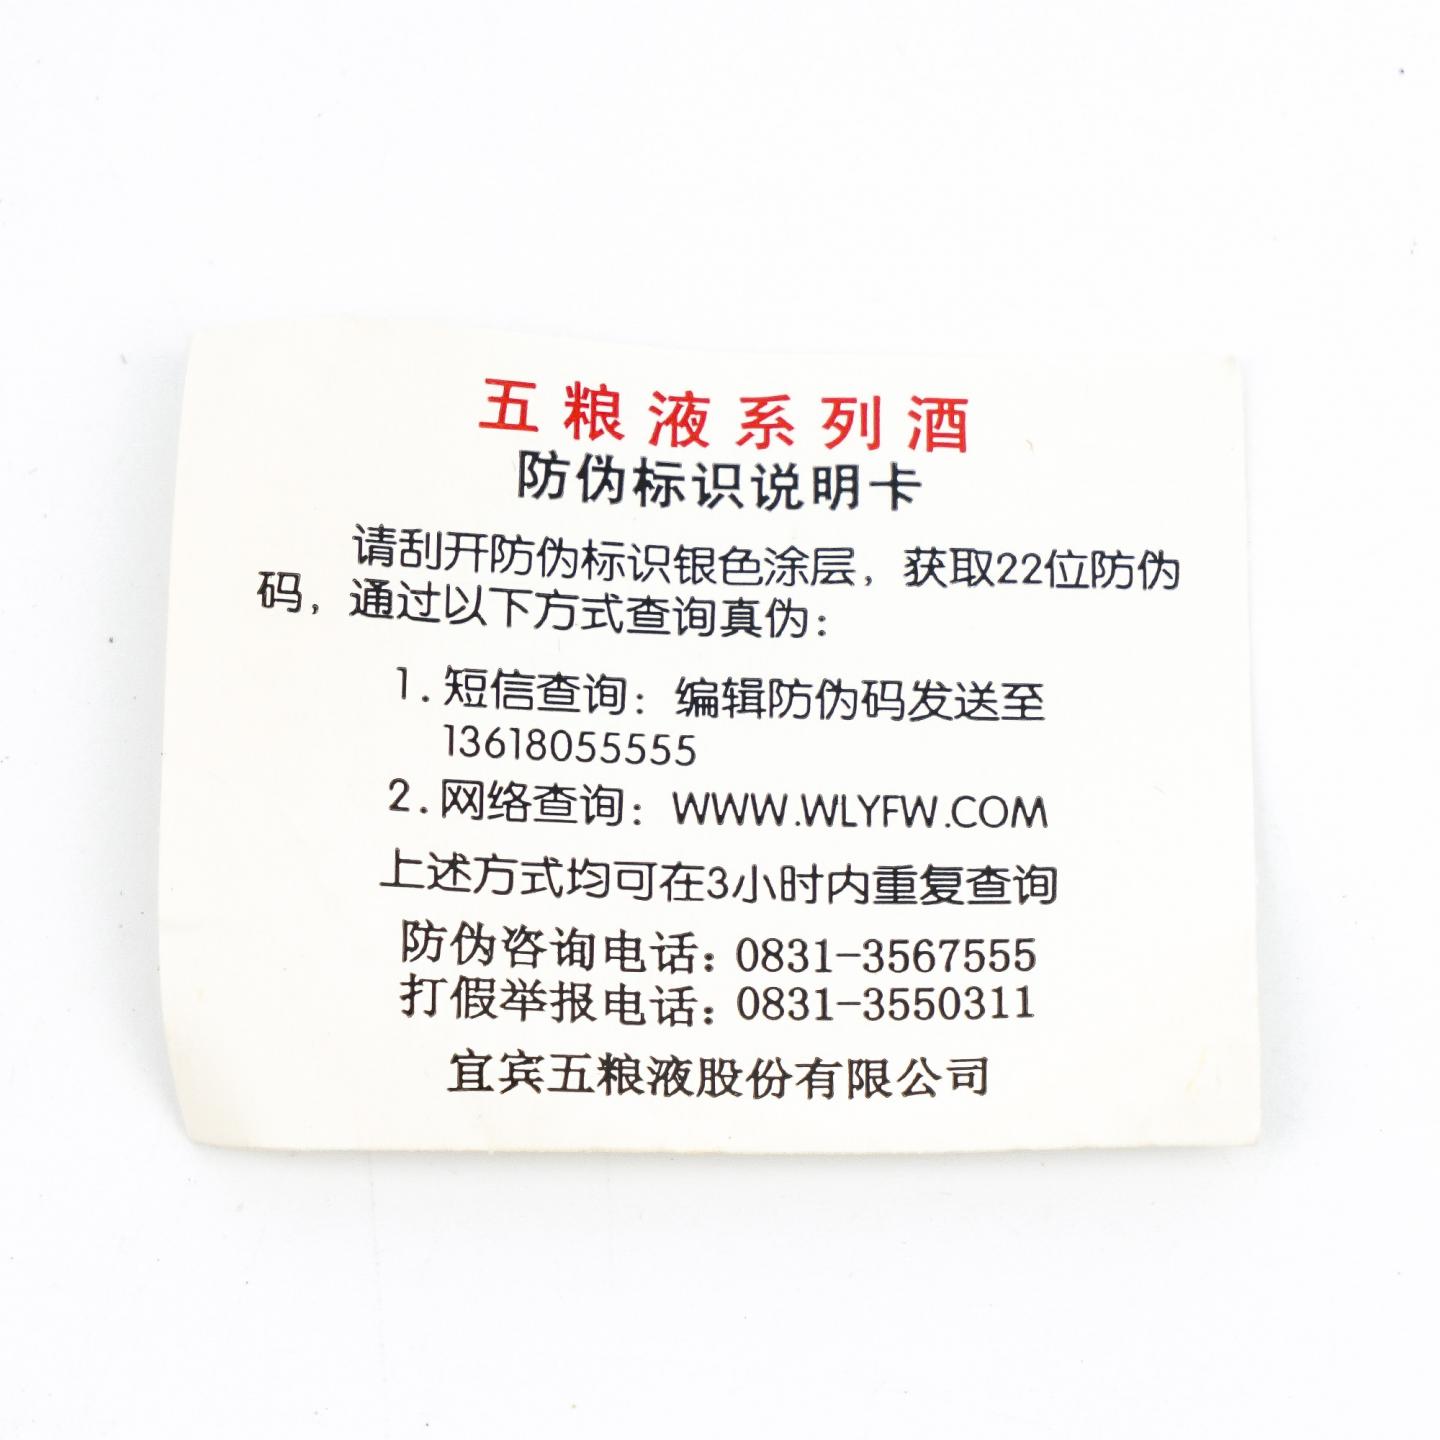 五粮液系列酒
防伪标识说明卡
请刮开防伪标识银色涂层，获取22位防伪
码，通过以下方式查询真伪：
1.短信查询：编辑防伪码发送至
13618055555
2.网络查询：WWW.WLYFW.COM
上述方式均可在3小时内重复查询
防伪咨询电话：0831-3567555
打假举报电话：0831-3550311
宜宾五粮液股份有限公司